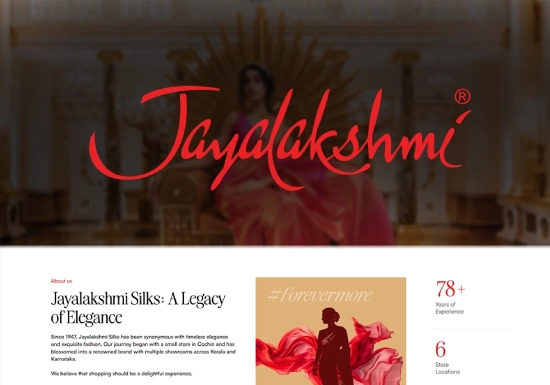 Jayalakshmi ®
About us
Jayalakshmi Silks: A Legacy
of Elegance
Since 1947, Jayalakshmi Silks has been synonymous with timeless elegance
and exquisite fashion. Our journey began with a small store in Cochin and has
blossomed into a renowned brand with multiple showrooms across Kerala and
Karnataka.
We believe that shopping should be a delightful experience.
#Forevermore
78+
Years of
Experience
6
Store
Locations